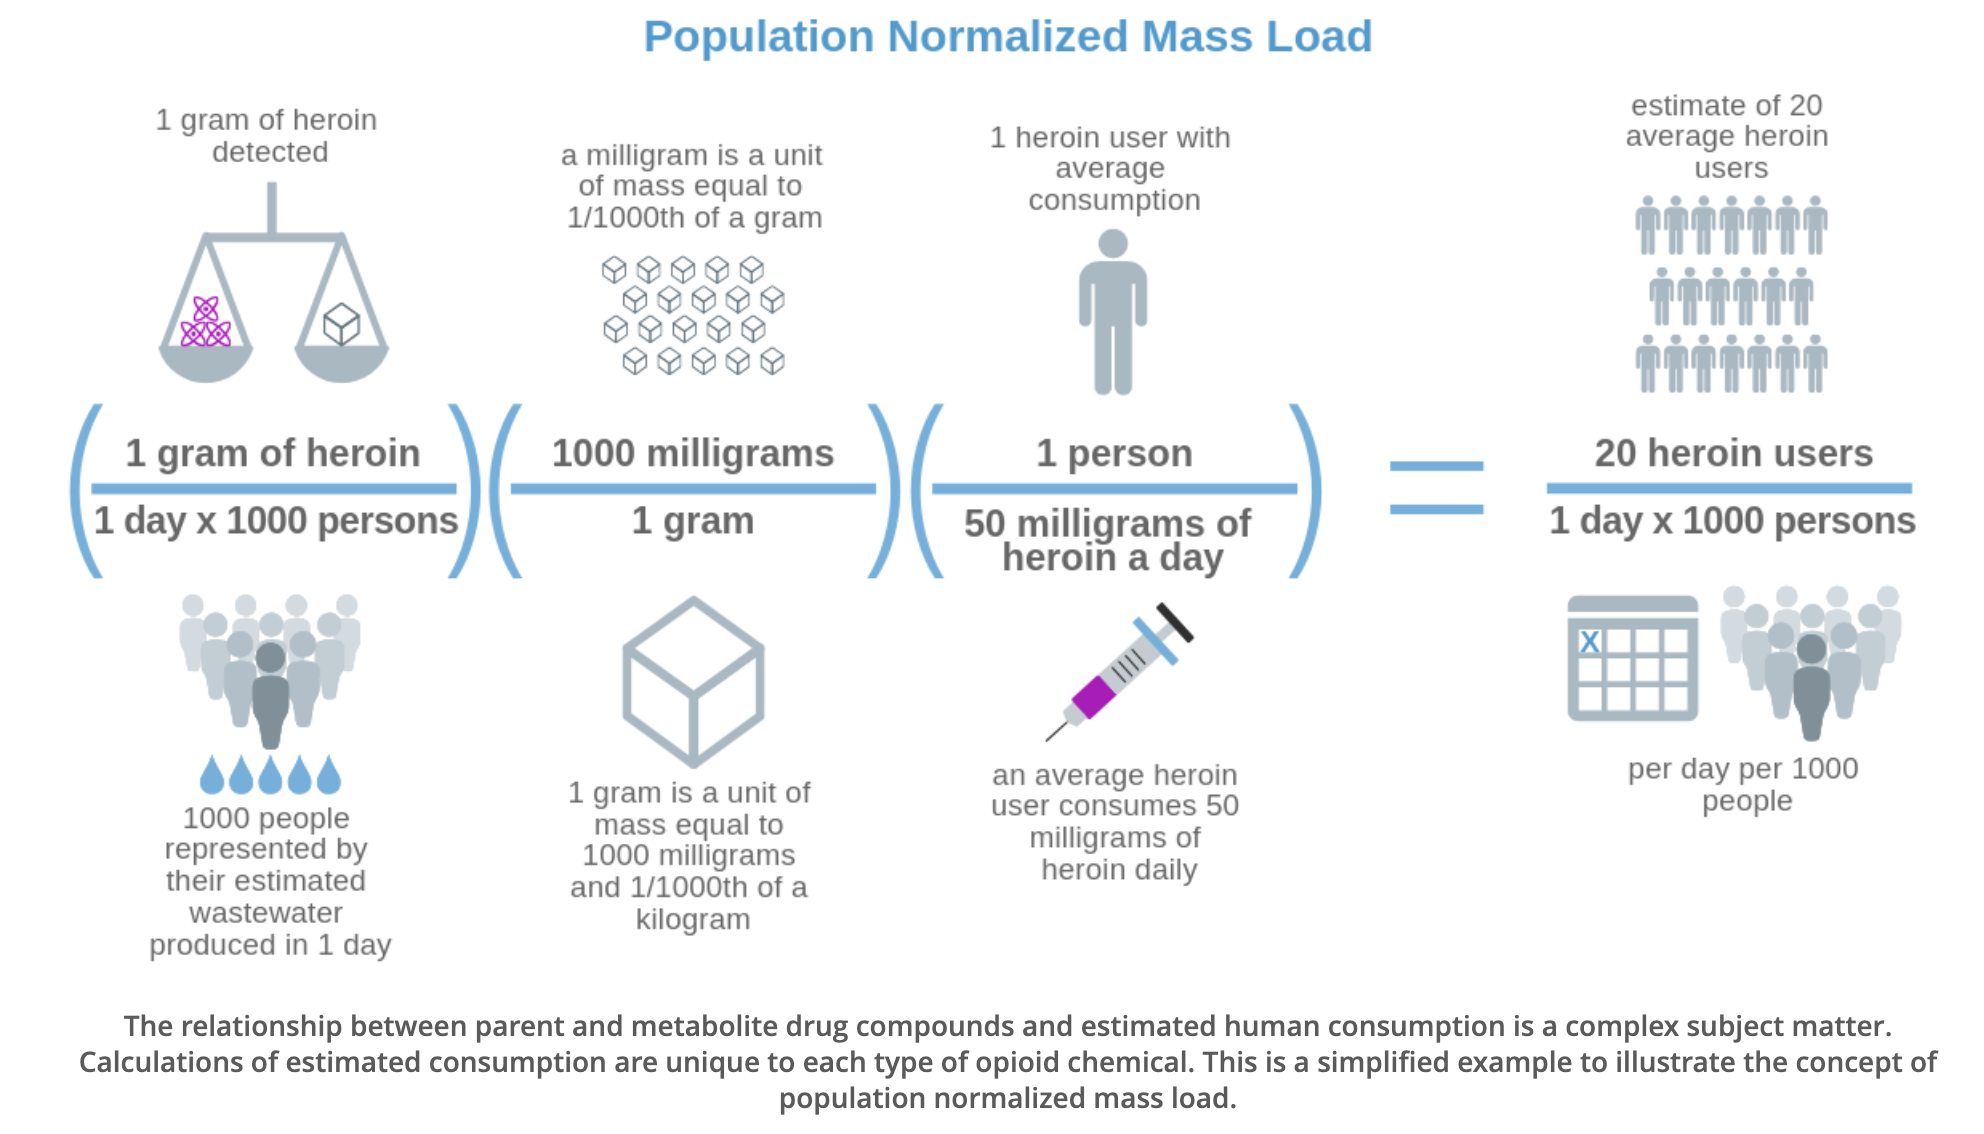 Population Normalized Mass Load
1 gram of heroin
detected
a milligram is a unit
of mass equal to
1/1000th of a gram
1 heroin user with
average
consumption
estimate of 20
average heroin
users
1 gram of heroin
1 day x 1000 persons
1000 milligrams
1 gram
1 person
50 milligrams of
heroin a day
=
20 heroin users
1 day x 1000 persons
X
1000 people
represented by
their estimated
wastewater
produced in 1 day
1 gram is a unit of
mass equal to
1000 milligrams
and 1/1000th of a
kilogram
an average heroin
user consumes 50
milligrams of
heroin daily
per day per 1000
people
The relationship between parent and metabolite drug compounds and estimated human consumption is a complex subject matter.
Calculations of estimated consumption are unique to each type of opioid chemical. This is a simplified example to illustrate the concept of
population normalized mass load.